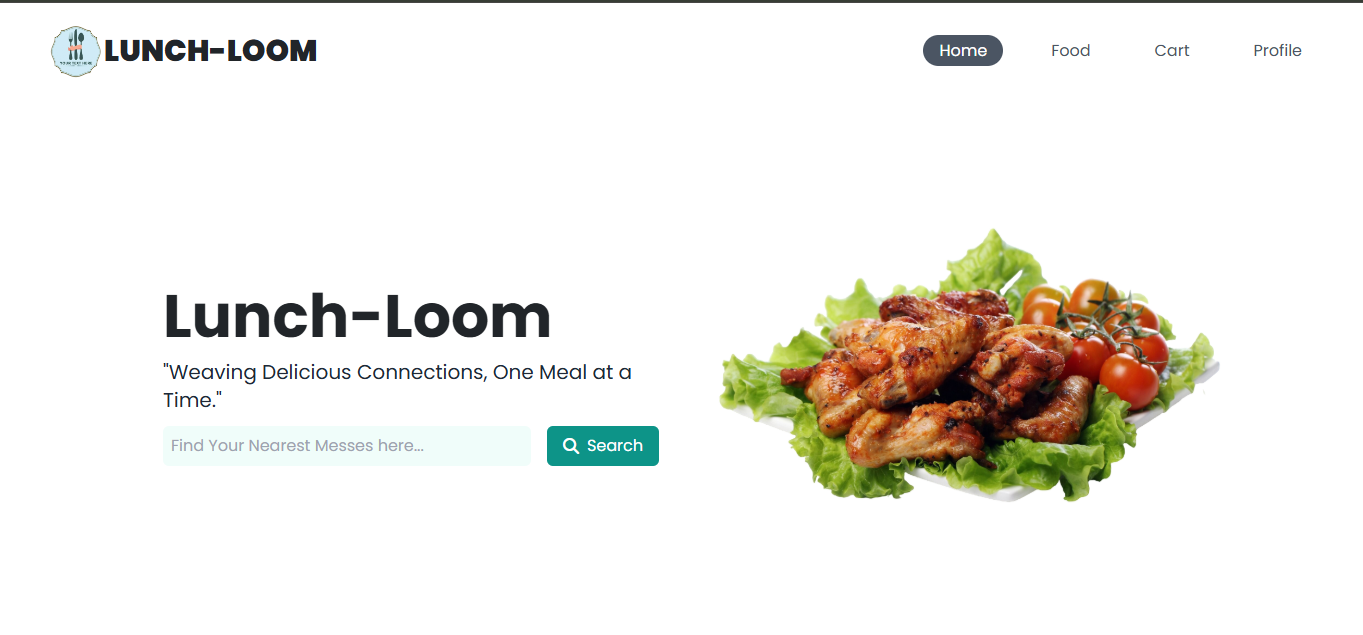 LUNCH-LOOM
Home
Food
Cart
Profile
Lunch-Loom
"Weaving Delicious Connections, One Meal at a
Time."
Find Your Nearest Messes here...
Search